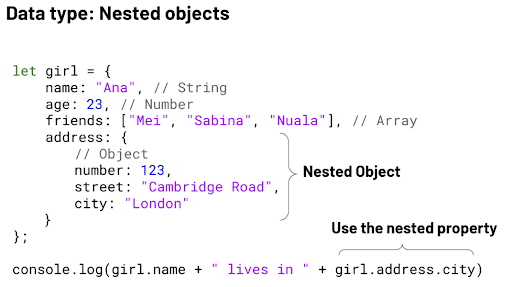 Data type: Nested objects
let girl = {
name: "Ana", // String
age: 23, // Number
friends: ["Mei", "Sabina", "Nuala"], // Array
address: {
// Object
number: 123,
Nested Object
street: "Cambridge Road",
city: "London"
}
Use the nested property
};
console.log(girl.name + " lives in " + girl.address.city)